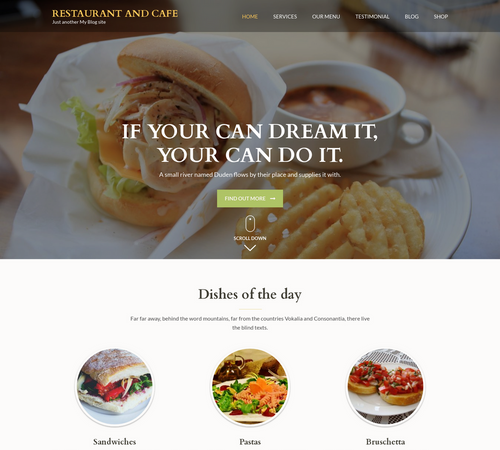 RESTAURANT AND CAFE
Just another My Blog site
HOME SERVICES OUR MENU TESTIMONIAL BLOG SHOP
IF YOUR CAN DREAM IT,
YOUR CAN DO IT.
A small river named Duden flows by their place and supplies it with.
FIND OUT MORE
SCROLL DOWN
Dishes of the day
Far far away, behind the word mountains, far from the countries Vokalia and Consonantia, there live
the blind texts.
Sandwiches Pastas Bruschetta